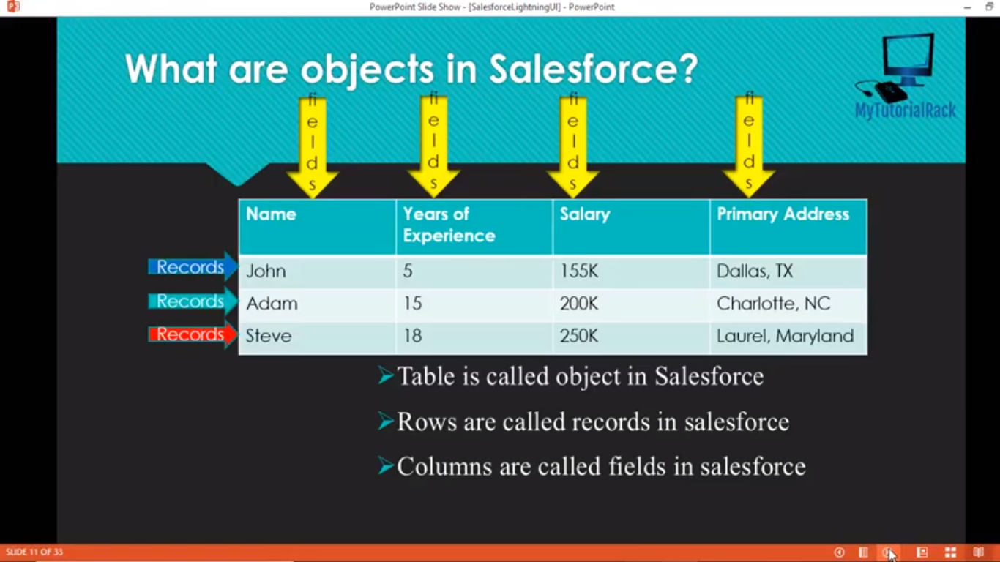 PowerPoint Slide Show - [SalesforceLightningUI] - PowerPoint
What are objects in Salesforce?
MyTutorialRack
fields fields fields fields
Name Years of Experience Salary Primary Address
Records John 5 155K Dallas, TX
Records Adam 15 200K Charlotte, NC
Records Steve 18 250K Laurel, Maryland
Table is called object in Salesforce
Rows are called records in salesforce
Columns are called fields in salesforce
SLIDE 11 OF 33